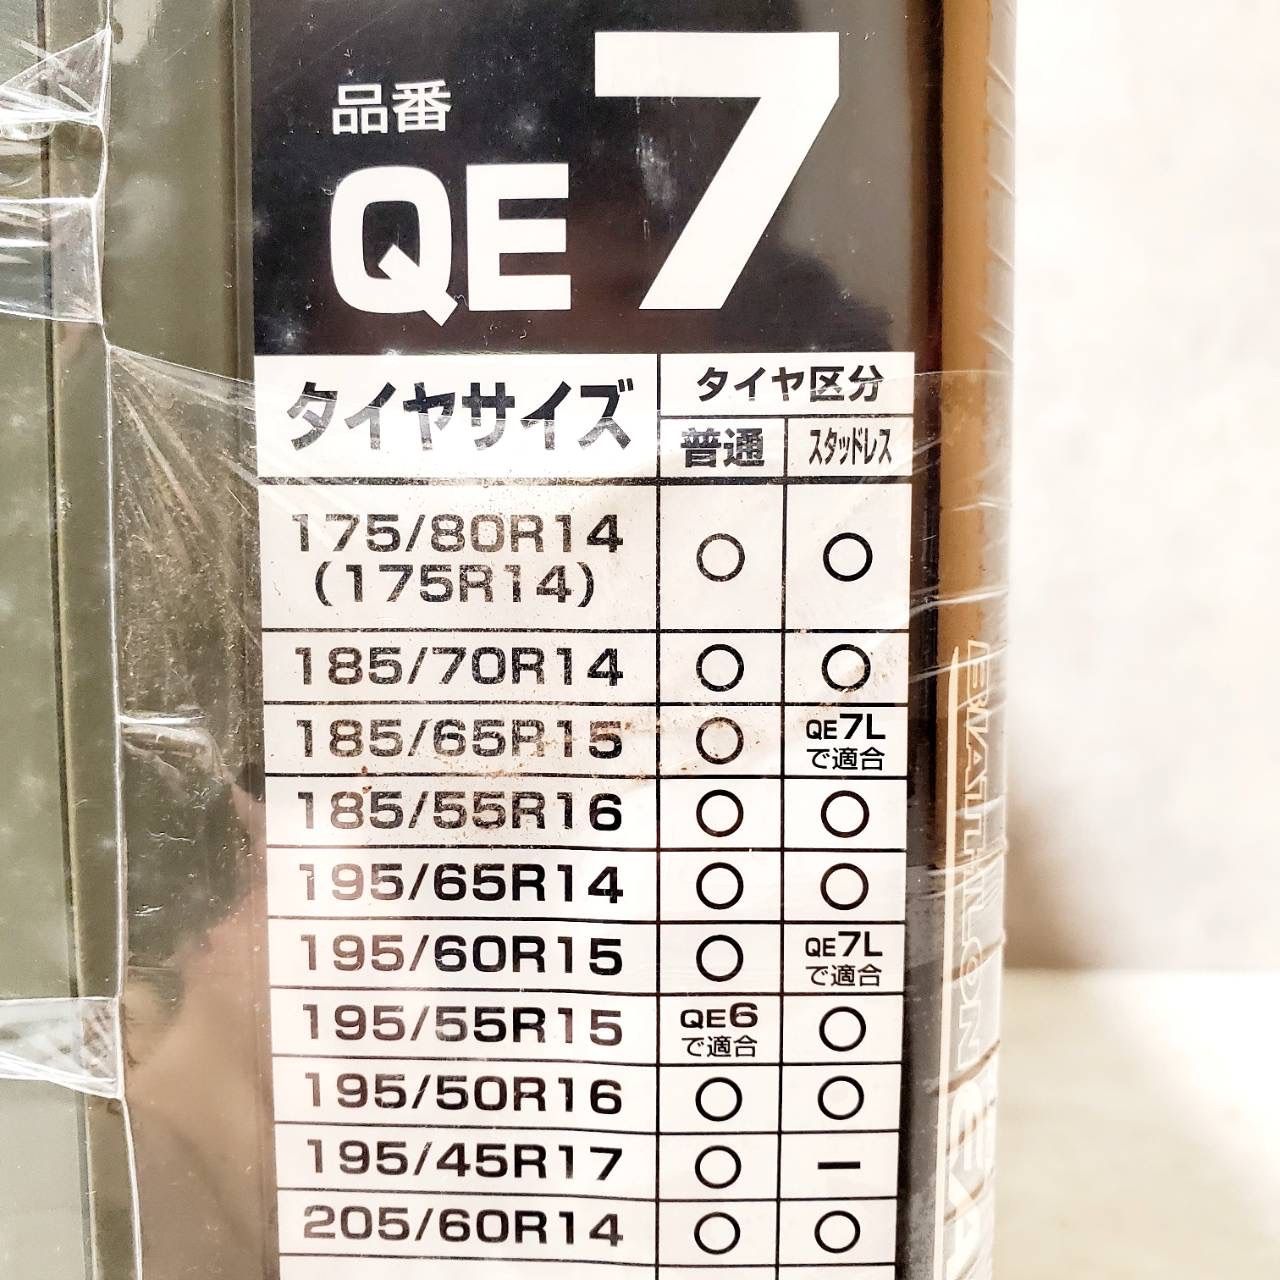 品番
QE7
タイヤサイズ
タイヤ区分
普通 スタッドレス
175/80R14
(175R14) ○ ○
185/70R14 ○ ○
185/65R15 ○ QE7L
で適合
185/55R16 ○ ○
195/65R14 ○ ○
195/60R15 ○ QE7L
で適合
195/55R15 QE6
で適合 ○
195/50R16 ○ ○
195/45R17 ○ ー
205/60R14 ○ ○